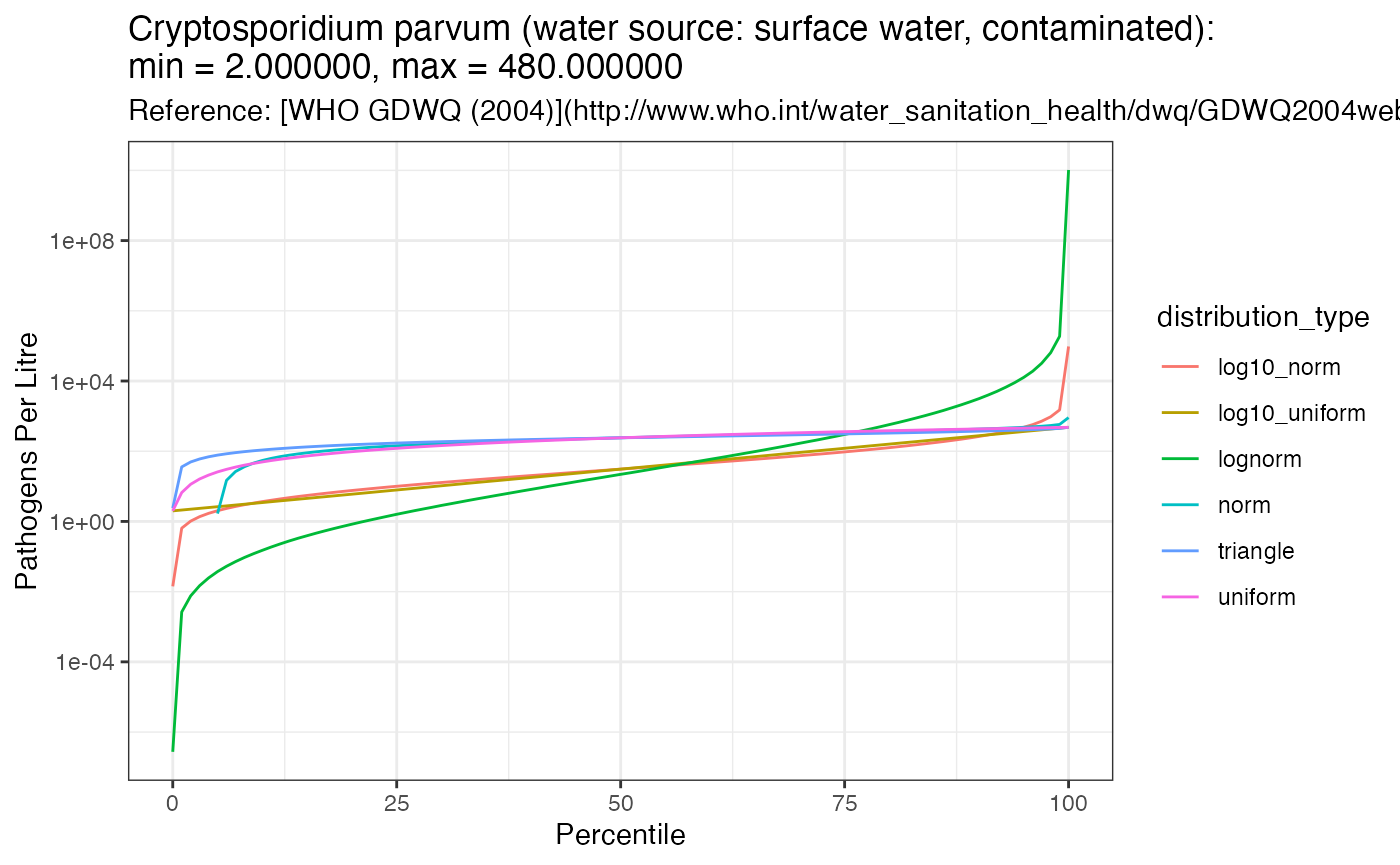 Cryptosporidium parvum (water source: surface water, contaminated):
min = 2.000000, max = 480.000000
Reference: [WHO GDWQ (2004)](http://www.who.int/water_sanitation_health/dwq/GDWQ2004web
Pathogens Per Litre
1e+08
1e+04
1e+00
1e-04
0 25 50 75 100
Percentile
distribution_type
log10_norm
log10_uniform
lognorm
norm
triangle
uniform